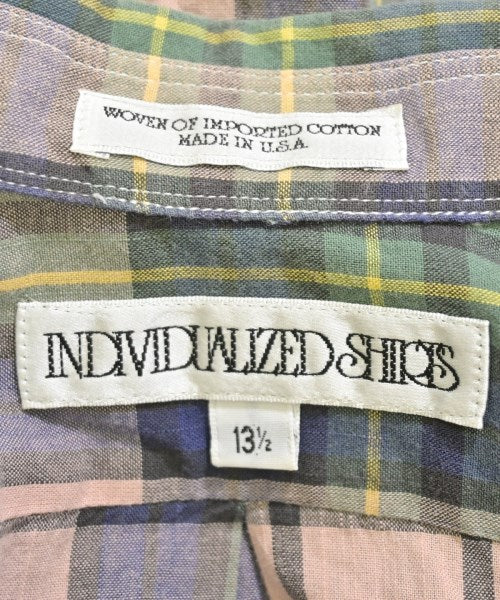 WOVEN OF IMPORTED COTTON
MADE IN U.S.A.
INDIVIDUALIZED SHIRTS
13½